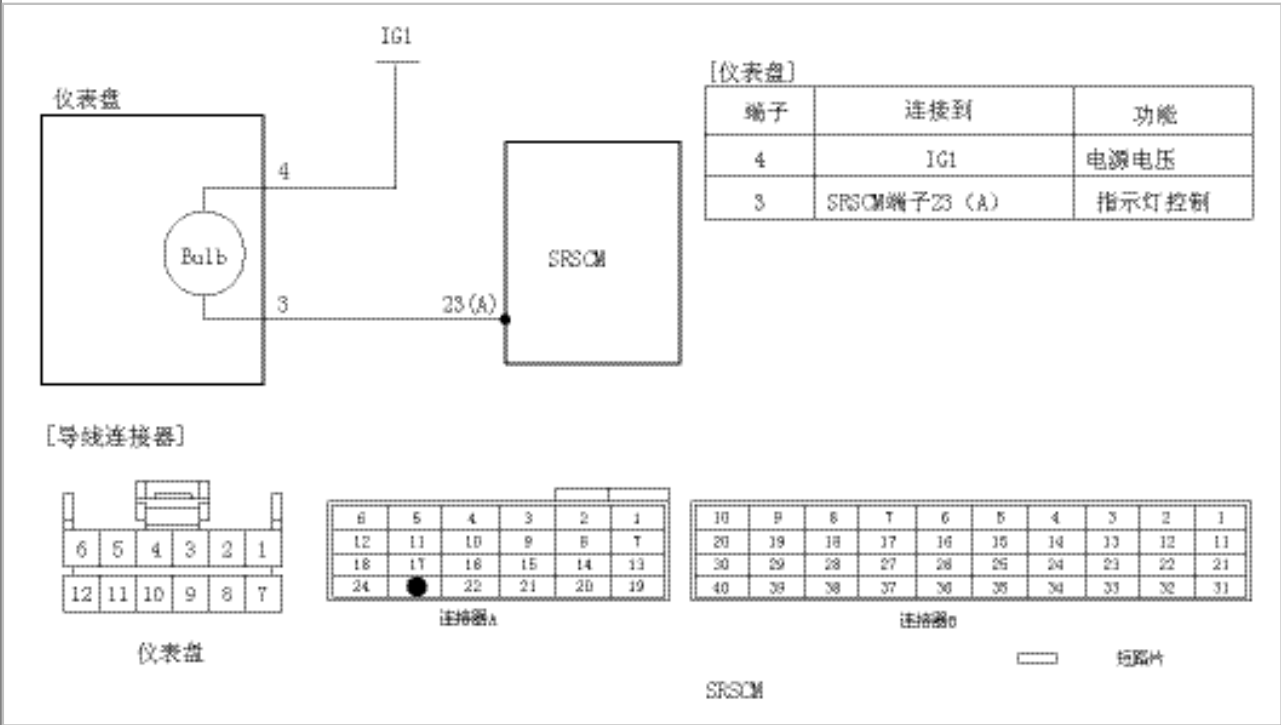 IG1
仪表盘
4
Bulb
3
23(A)
SRSCM
[仪表盘]
端子 连接到 功能
4 IG1 电源电压
3 SRSCM端子23（A） 指示灯控制
[导线连接器]
6 5 4 3 2 1
12 11 10 9 8 7
仪表盘
6 5 4 3 2 1
12 11 10 9 8 7
18 17 16 15 14 13
24 22 21 20 19
连接器A
10 9 8 7 6 5 4 3 2 1
20 19 18 17 16 15 14 13 12 11
30 29 28 27 26 25 24 23 22 21
40 39 38 37 36 35 34 33 32 31
连接器B
短路片
SRSCM